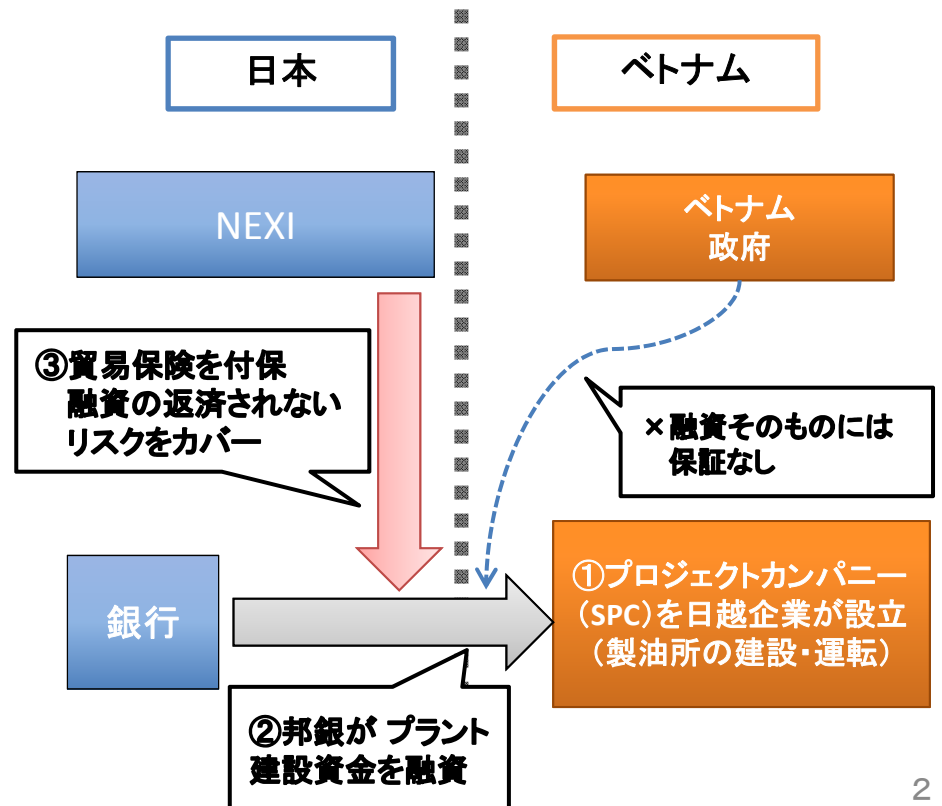 日本
ベトナム
NEXI
ベトナム
政府
③貿易保険を付保
融資の返済されない
リスクをカバー
×融資そのものには
保証なし
銀行
①プロジェクトカンパニー
(SPC)を日越企業が設立
(製油所の建設・運転)
②邦銀が プラント
建設資金を融資
2